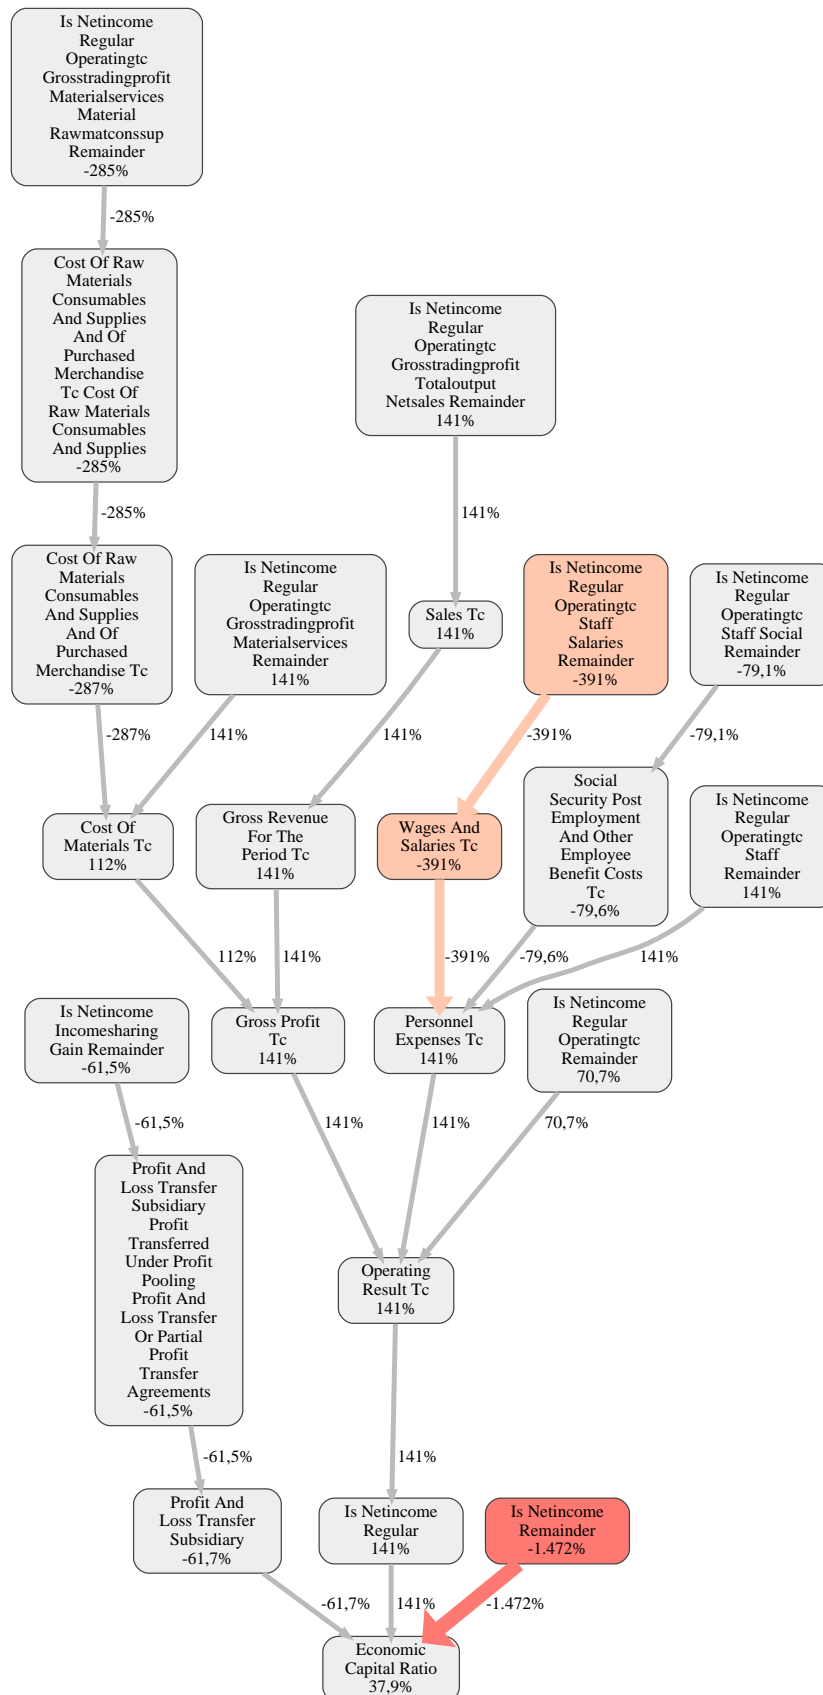 Is Netincome
Regular
Operatingtc
Grosstradingprofit
Materialservices
Material
Rawmatconssup
Remainder
-285%
-285%
Cost Of Raw
Materials
Consumables
And Supplies
And Of
Purchased
Merchandise
Tc Cost Of
Raw Materials
Consumables
And Supplies
-285%
Is Netincome
Regular
Operatingtc
Grosstradingprofit
Totaloutput
Netsales Remainder
141%
-285%
141%
Cost Of Raw
Materials
Consumables
And Supplies
And Of
Purchased
Merchandise Tc
-287%
Is Netincome
Regular
Operatingtc
Grosstradingprofit
Materialservices
Remainder
141%
Sales Tc
141%
Is Netincome
Regular
Operatingtc
Staff
Salaries
Remainder
-391%
Is Netincome
Regular
Operatingtc
Staff Social
Remainder
-79,1%
-287%
141%
141%
-391%
-79,1%
Cost Of
Materials Tc
112%
Gross Revenue
For The
Period Tc
141%
Wages And
Salaries Tc
-391%
Social
Security Post
Employment
And Other
Employee
Benefit Costs
Tc
-79,6%
Is Netincome
Regular
Operatingtc
Staff
Remainder
141%
112%
141%
-391%
-79,6%
141%
Is Netincome
Incomesharing
Gain Remainder
-61,5%
Gross Profit
Tc
141%
Personnel
Expenses Tc
141%
Is Netincome
Regular
Operatingtc
Remainder
70,7%
-61,5%
141%
141%
70,7%
Profit And
Loss Transfer
Subsidiary
Profit
Transferred
Under Profit
Pooling
Profit And
Loss Transfer
Or Partial
Profit
Transfer
Agreements
-61,5%
Operating
Result Tc
141%
-61,5%
141%
Profit And
Loss Transfer
Subsidiary
-61,7%
Is Netincome
Regular
141%
Is Netincome
Remainder
-1.472%
-61,7%
141%
-1.472%
Economic
Capital Ratio
37,9%